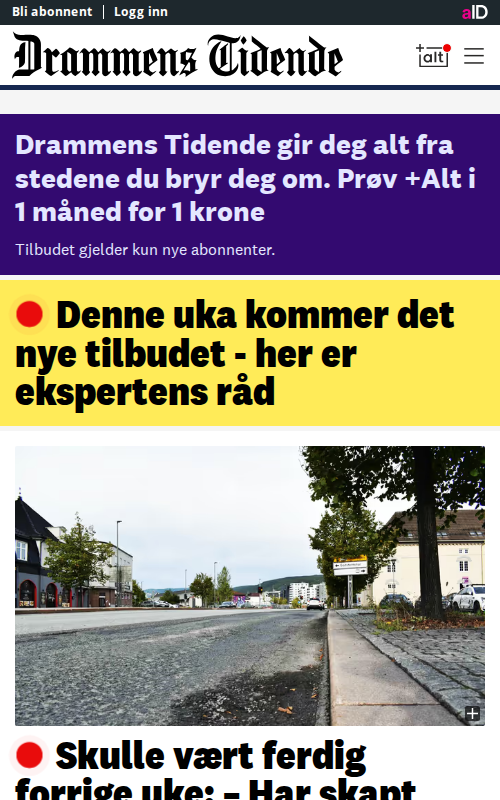 Bli abonnent | Logg inn
aID
Drammens Tidende
+alt
Drammens Tidende gir deg alt fra
stedene du bryr deg om. Prøv +Alt i
1 måned for 1 krone
Tilbudet gjelder kun nye abonnenter.
Denne uka kommer det
nye tilbudet - her er
ekspertens råd
Skulle vært ferdig
forrige uke: – Har skapt